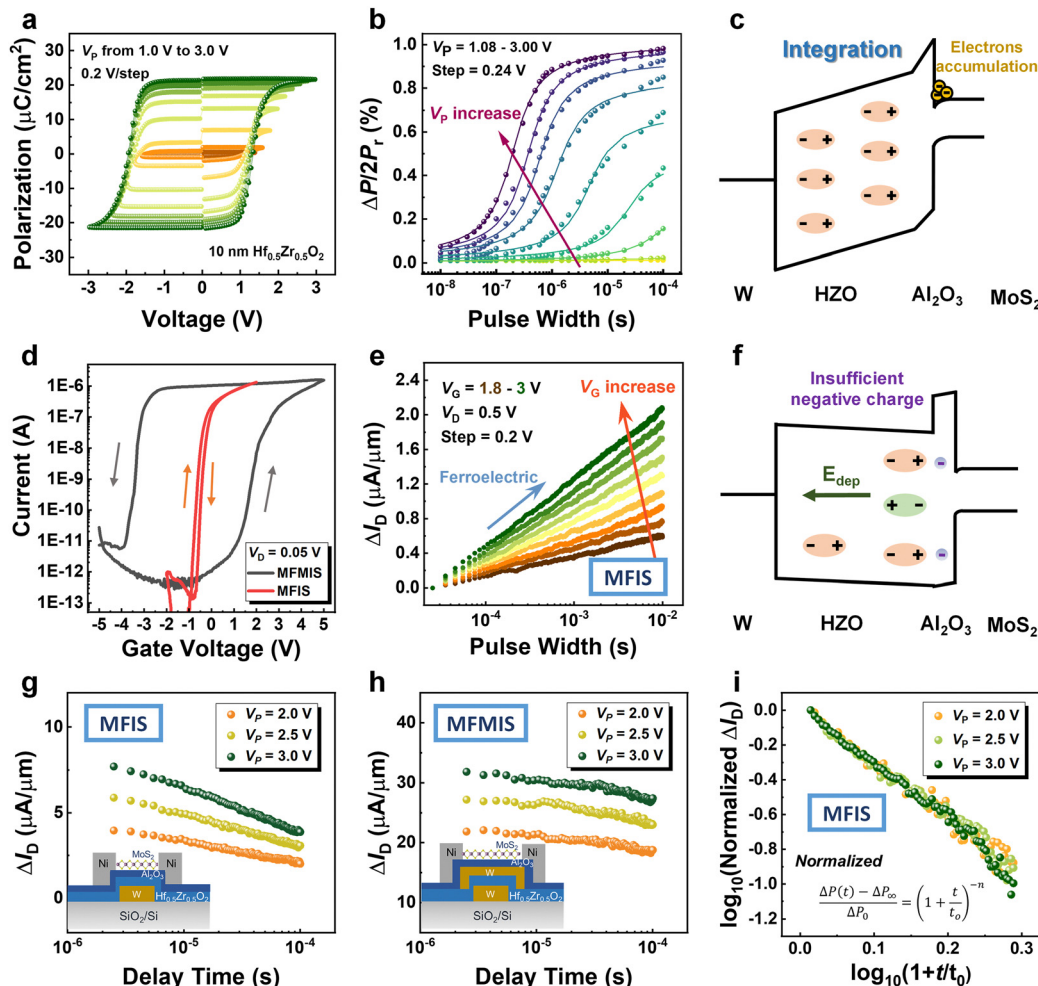 a
V_P from 1.0 V to 3.0 V
0.2 V/step
10 nm Hf0.5Zr0.5O2
Polarization (μC/cm²)
30
20
10
0
-10
-20
-30
-3 -2 -1 0 1 2 3
Voltage (V)
b
V_P = 1.08 - 3.00 V
Step = 0.24 V
V_P increase
ΔP/2P_r (%)
1.0
0.8
0.6
0.4
0.2
0.0
10⁻⁸ 10⁻⁷ 10⁻⁶ 10⁻⁵ 10⁻⁴
Pulse Width (s)
c
Integration
Electrons
accumulation
W HZO Al₂O₃ MoS₂
d
Current (A)
1E-6
1E-7
1E-8
1E-9
1E-10
1E-11
1E-12
1E-13
V_D = 0.05 V
MFMIS
MFIS
-5 -4 -3 -2 -1 0 1 2 3 4 5
Gate Voltage (V)
e
V_G = 1.8 - 3 V
V_D = 0.5 V
Step = 0.2 V
V_G increase
Ferroelectric
MFIS
ΔI_D (μA/μm)
2.4
2.0
1.6
1.2
0.8
0.4
0.0
10⁻⁴ 10⁻³ 10⁻²
Pulse Width (s)
f
Insufficient
negative charge
E_dep
W HZO Al₂O₃ MoS₂
g
MFIS
V_P = 2.0 V
V_P = 2.5 V
V_P = 3.0 V
ΔI_D (μA/μm)
10
5
0
Ni MoS₂ Ni
Al₂O₃
W
Hf0.5Zr0.5O2
SiO₂/Si
10⁻⁶ 10⁻⁵ 10⁻⁴
Delay Time (s)
h
MFMIS
V_P = 2.0 V
V_P = 2.5 V
V_P = 3.0 V
ΔI_D (μA/μm)
40
30
20
10
Ni MoS₂ Ni
Al₂O₃
W
W
Hf0.5Zr0.5O2
SiO₂/Si
10⁻⁶ 10⁻⁵ 10⁻⁴
Delay Time (s)
i
V_P = 2.0 V
V_P = 2.5 V
V_P = 3.0 V
MFIS
Normalized
(ΔP(t) − ΔP∞)/ΔP₀ = (1 + t/t_o)^−n
log₁₀(Normalized ΔI_D)
0.0
-0.2
-0.4
-0.6
-0.8
-1.0
-1.2
0.0 0.1 0.2 0.3
log₁₀(1+t/t₀)